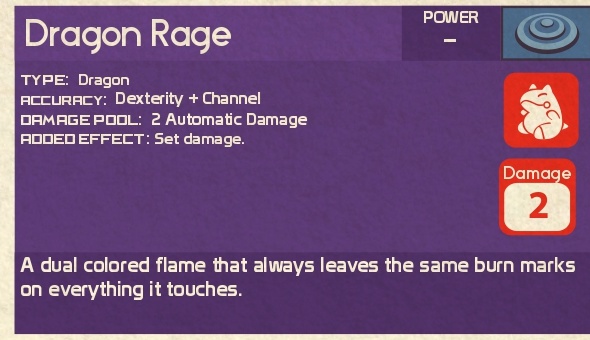 Dragon Rage
POWER
–
TYPE: Dragon
ACCURACY: Dexterity + Channel
DAMAGE POOL: 2 Automatic Damage
ADDED EFFECT: Set damage.
Damage
2
A dual colored flame that always leaves the same burn marks
on everything it touches.